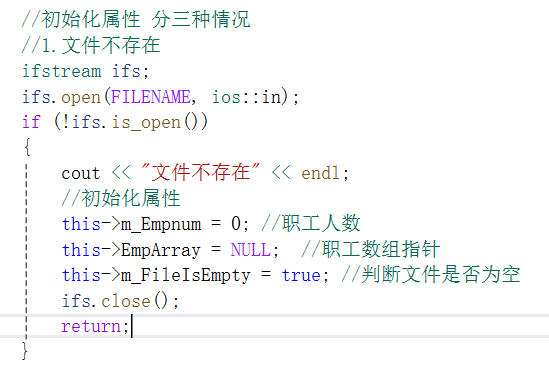 //初始化属性 分三种情况
//1.文件不存在
ifstream ifs;
ifs.open(FILENAME, ios::in);
if (!ifs.is_open())
{
cout << "文件不存在" << endl;
//初始化属性
this->m_Empnum = 0; //职工人数
this->EmpArray = NULL;  //职工数组指针
this->m_FileIsEmpty = true; //判断文件是否为空
ifs.close();
return;
}